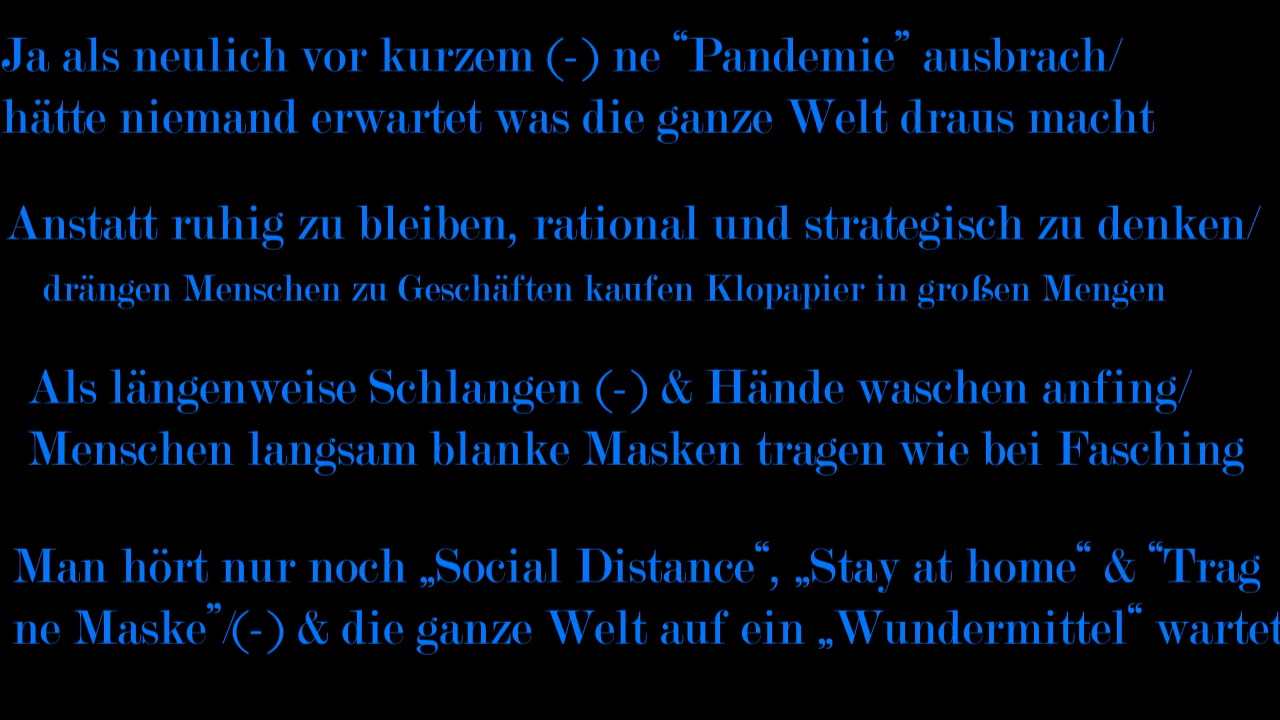 Ja als neulich vor kurzem (-) ne “Pandemie” ausbrach/
hätte niemand erwartet was die ganze Welt draus macht
Anstatt ruhig zu bleiben, rational und strategisch zu denken/
drängen Menschen zu Geschäften kaufen Klopapier in großen Mengen
Als längenweise Schlangen (-) & Hände waschen anfing/
Menschen langsam blanke Masken tragen wie bei Fasching
Man hört nur noch „Social Distance“, „Stay at home“ & “Trag
ne Maske”/(-) & die ganze Welt auf ein „Wundermittel“ wartet